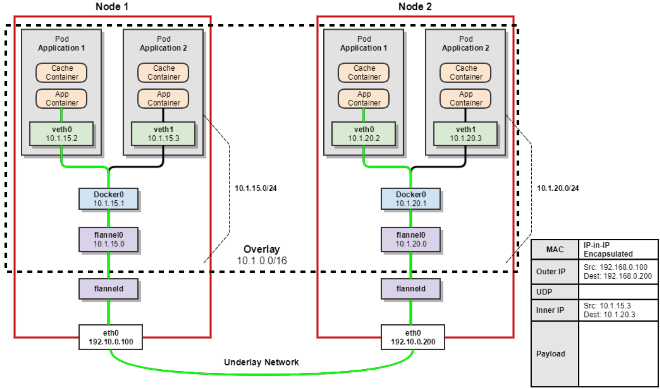 Node 1
Node 2
Pod
Application 1
Cache
Container
App
Container
veth0
10.1.15.2
Pod
Application 2
Cache
Container
App
Container
veth1
10.1.15.3
Pod
Application 1
Cache
Container
App
Container
veth0
10.1.20.2
Pod
Application 2
Cache
Container
App
Container
veth1
10.1.20.3
10.1.15.0/24
10.1.20.0/24
Docker0
10.1.15.1
Docker0
10.1.20.1
flannel0
10.1.15.0
flannel0
10.1.20.0
Overlay
10.1.0.0/16
flanneld
flanneld
eth0
192.10.0.100
eth0
192.10.0.200
Underlay Network
MAC
IP-in-IP
Encapsulated
Outer IP
Src: 192.168.0.100
Dest: 192.168.0.200
UDP
Inner IP
Src: 10.1.15.3
Dest: 10.1.20.3
Payload